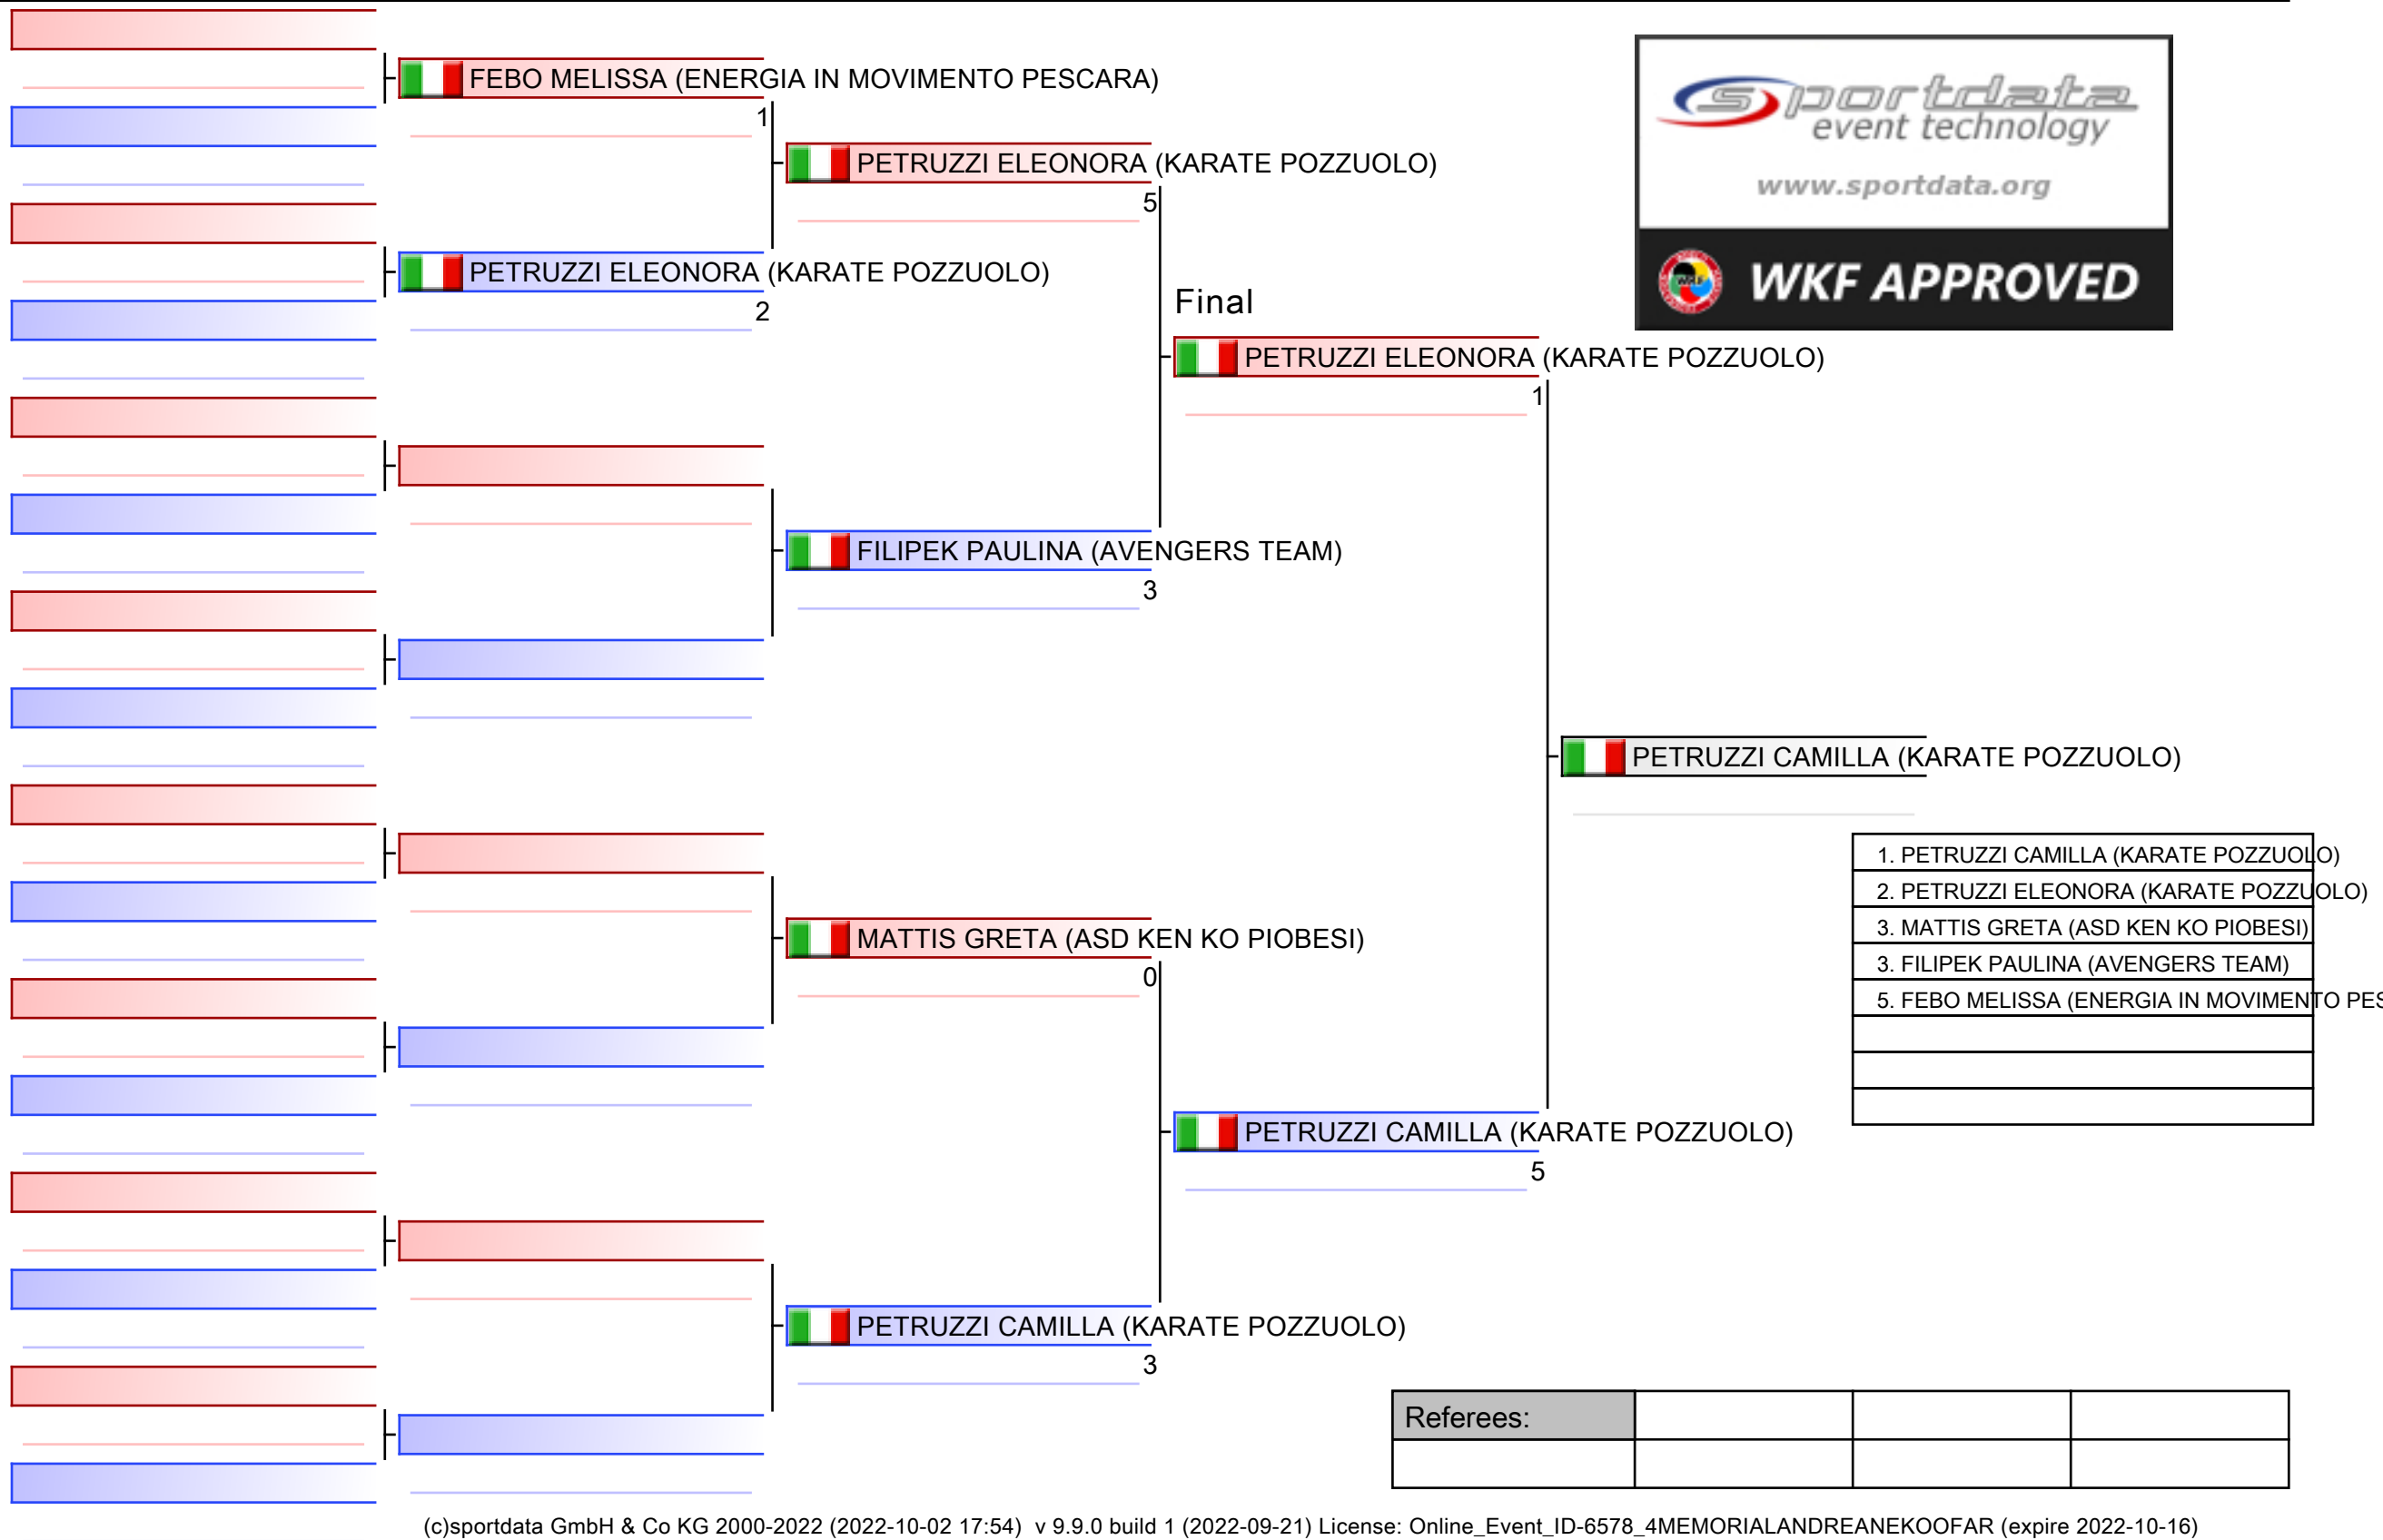 FEBO MELISSA (ENERGIA IN MOVIMENTO PESCARA)
1
PETRUZZI ELEONORA (KARATE POZZUOLO)
5
PETRUZZI ELEONORA (KARATE POZZUOLO)
2
Final
PETRUZZI ELEONORA (KARATE POZZUOLO)
1
FILIPEK PAULINA (AVENGERS TEAM)
3
PETRUZZI CAMILLA (KARATE POZZUOLO)
MATTIS GRETA (ASD KEN KO PIOBESI)
0
PETRUZZI CAMILLA (KARATE POZZUOLO)
5
PETRUZZI CAMILLA (KARATE POZZUOLO)
3
sportdata
event technology
www.sportdata.org
WKF
WKF APPROVED
1. PETRUZZI CAMILLA (KARATE POZZUOLO)
2. PETRUZZI ELEONORA (KARATE POZZUOLO)
3. MATTIS GRETA (ASD KEN KO PIOBESI)
3. FILIPEK PAULINA (AVENGERS TEAM)
5. FEBO MELISSA (ENERGIA IN MOVIMENTO PES
Referees:
(c)sportdata GmbH & Co KG 2000-2022 (2022-10-02 17:54) v 9.9.0 build 1 (2022-09-21) License: Online_Event_ID-6578_4MEMORIALANDREANEKOOFAR (expire 2022-10-16)